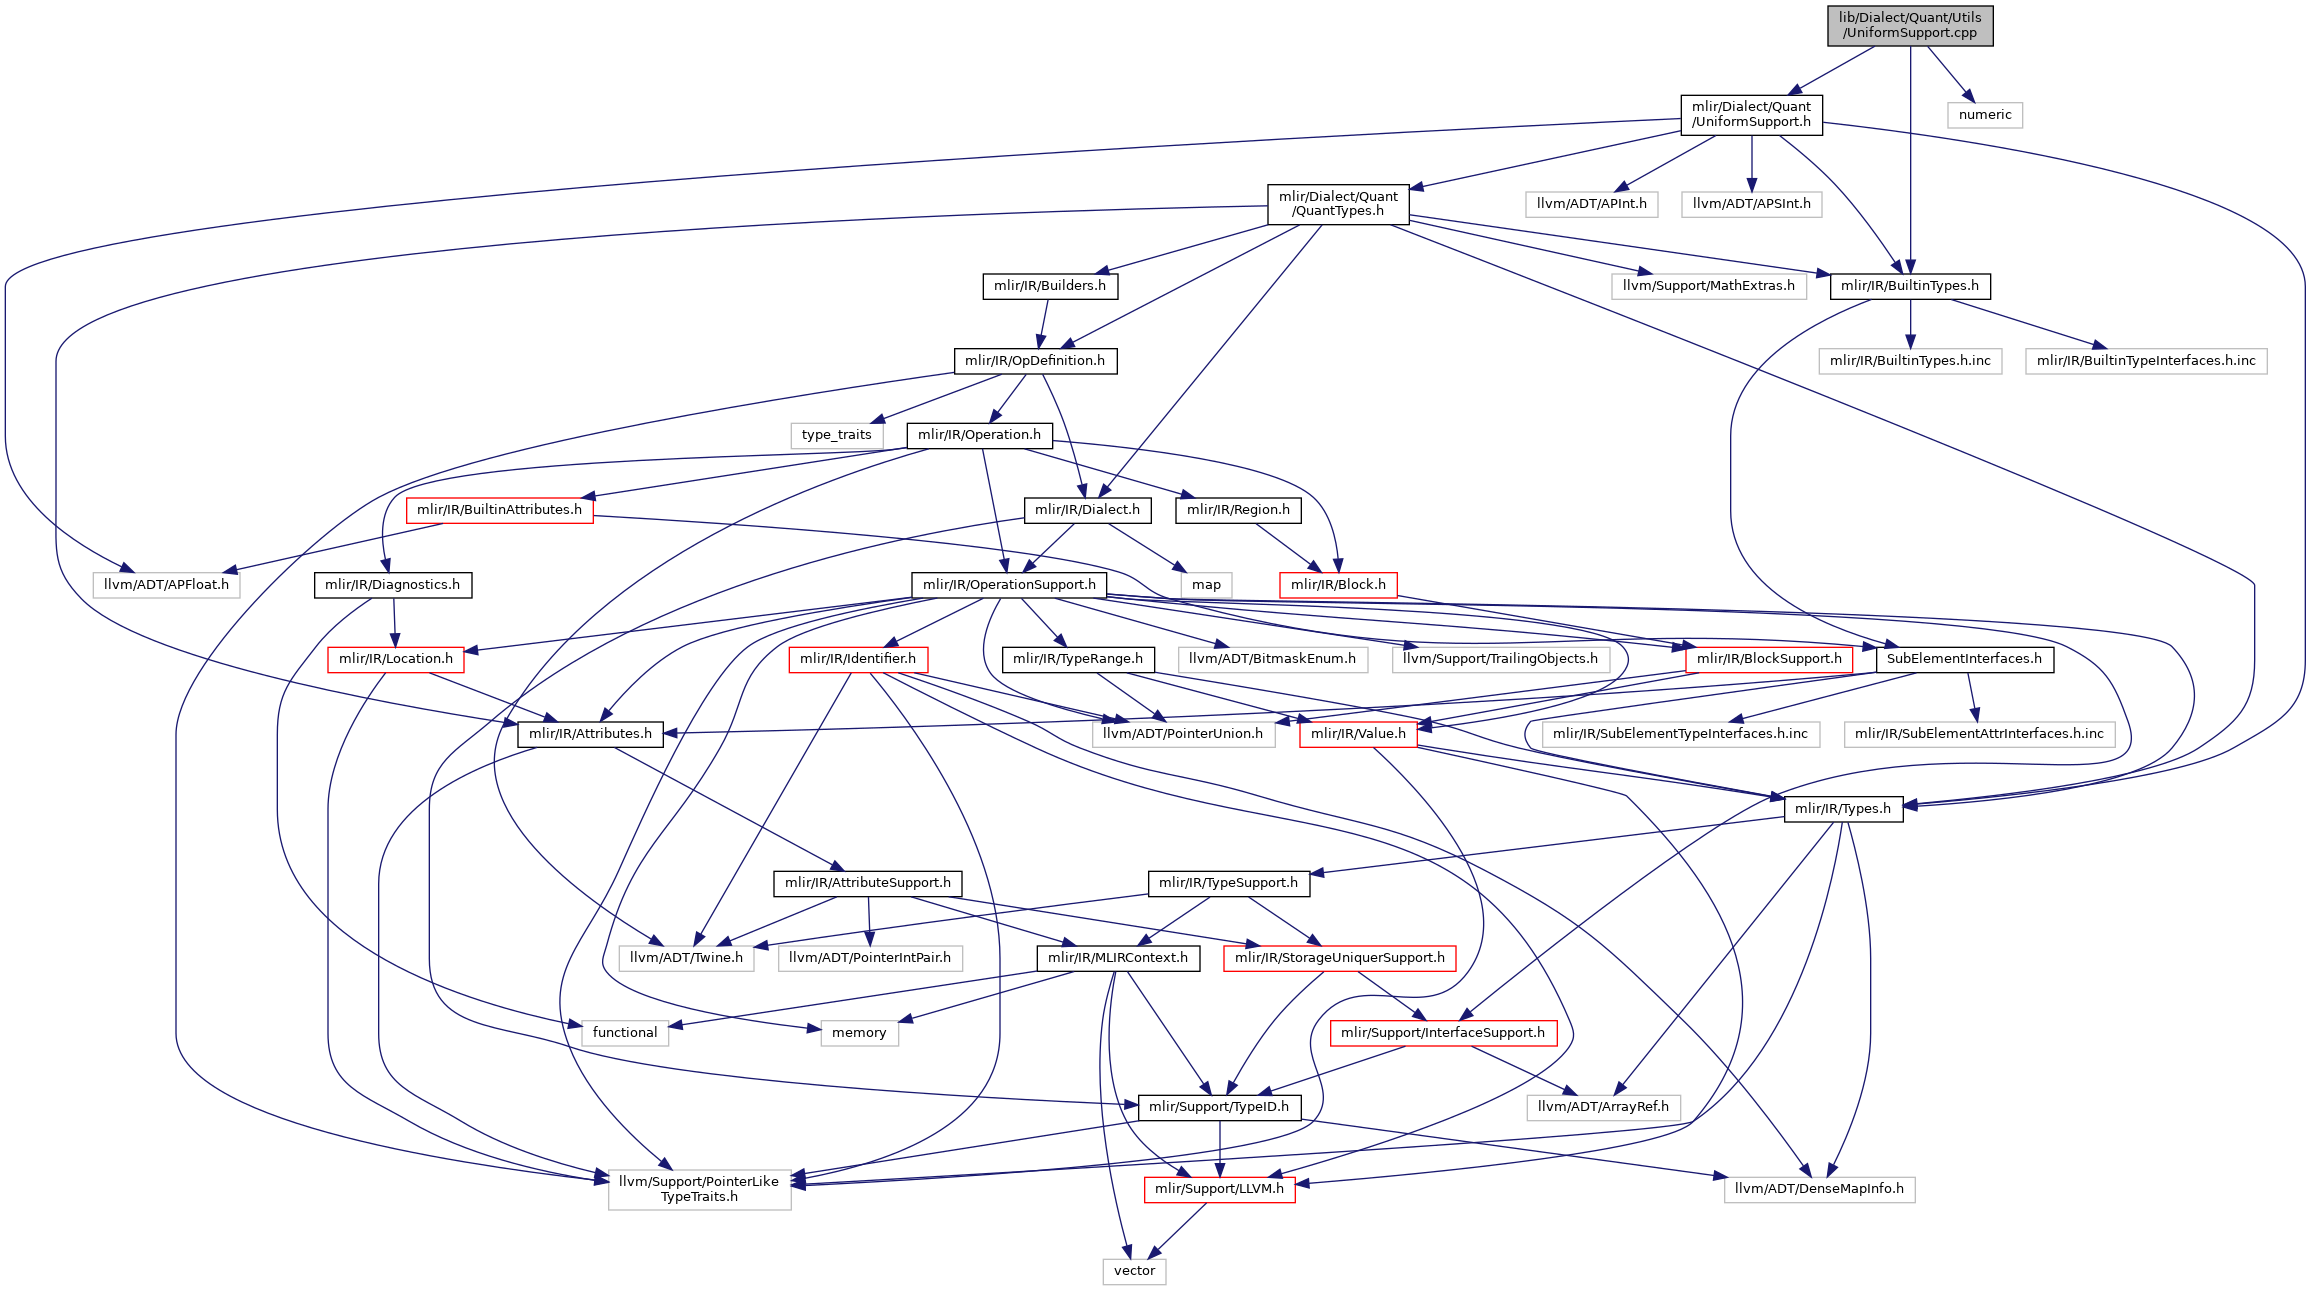 lib/Dialect/Quant/Utils
/UniformSupport.cpp
mlir/Dialect/Quant
/UniformSupport.h
numeric
mlir/Dialect/Quant
/QuantTypes.h
llvm/ADT/APInt.h
llvm/ADT/APSInt.h
mlir/IR/Builders.h
llvm/Support/MathExtras.h
mlir/IR/BuiltinTypes.h
mlir/IR/OpDefinition.h
mlir/IR/BuiltinTypes.h.inc
mlir/IR/BuiltinTypeInterfaces.h.inc
type_traits
mlir/IR/Operation.h
mlir/IR/BuiltinAttributes.h
mlir/IR/Dialect.h
mlir/IR/Region.h
llvm/ADT/APFloat.h
mlir/IR/Diagnostics.h
mlir/IR/OperationSupport.h
map
mlir/IR/Block.h
mlir/IR/Location.h
mlir/IR/Identifier.h
mlir/IR/TypeRange.h
llvm/ADT/BitmaskEnum.h
llvm/Support/TrailingObjects.h
mlir/IR/BlockSupport.h
SubElementInterfaces.h
mlir/IR/Attributes.h
llvm/ADT/PointerUnion.h
mlir/IR/Value.h
mlir/IR/SubElementTypeInterfaces.h.inc
mlir/IR/SubElementAttrInterfaces.h.inc
mlir/IR/Types.h
mlir/IR/AttributeSupport.h
mlir/IR/TypeSupport.h
llvm/ADT/Twine.h
llvm/ADT/PointerIntPair.h
mlir/IR/MLIRContext.h
mlir/IR/StorageUniquerSupport.h
functional
memory
mlir/Support/InterfaceSupport.h
mlir/Support/TypeID.h
llvm/ADT/ArrayRef.h
llvm/Support/PointerLike
TypeTraits.h
mlir/Support/LLVM.h
llvm/ADT/DenseMapInfo.h
vector